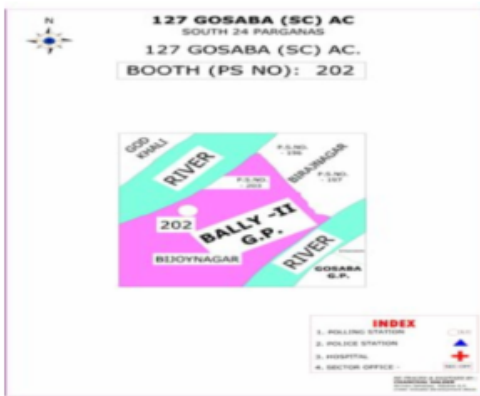 N
127 GOSABA (SC) AC
SOUTH 24 PARGANAS
127 GOSABA (SC) AC.
BOOTH (PS NO): 202
GOD
KHALI
RIVER
P.S.NO.
- 196
BIRAJNAGAR
P.S.NO.
- 197
P.S.NO.
- 203
202
BALLY -II
G.P.
BIJOYNAGAR
RIVER
GOSABA
G.P.
INDEX
1. POLLING STATION
2. POLICE STATION
3. HOSPITAL
4. SECTOR OFFICE -